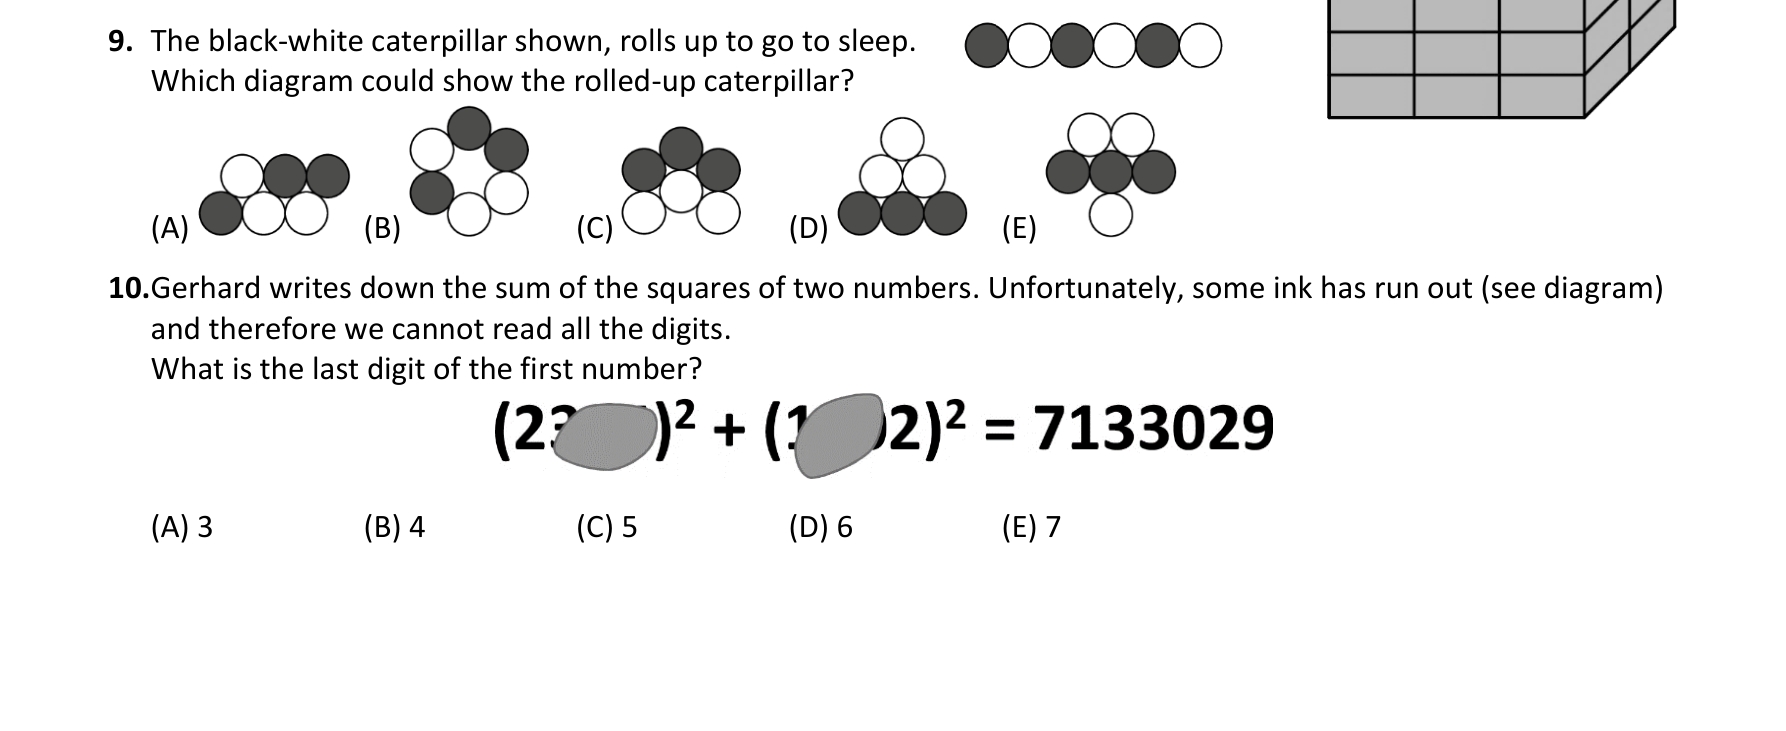 9. The black-white caterpillar shown, rolls up to go to sleep.
Which diagram could show the rolled-up caterpillar?
(A) (B) (C) (D) (E)
10.Gerhard writes down the sum of the squares of two numbers. Unfortunately, some ink has run out (see diagram)
and therefore we cannot read all the digits.
What is the last digit of the first number?
(23 )² + (1 2)² = 7133029
(A) 3 (B) 4 (C) 5 (D) 6 (E) 7